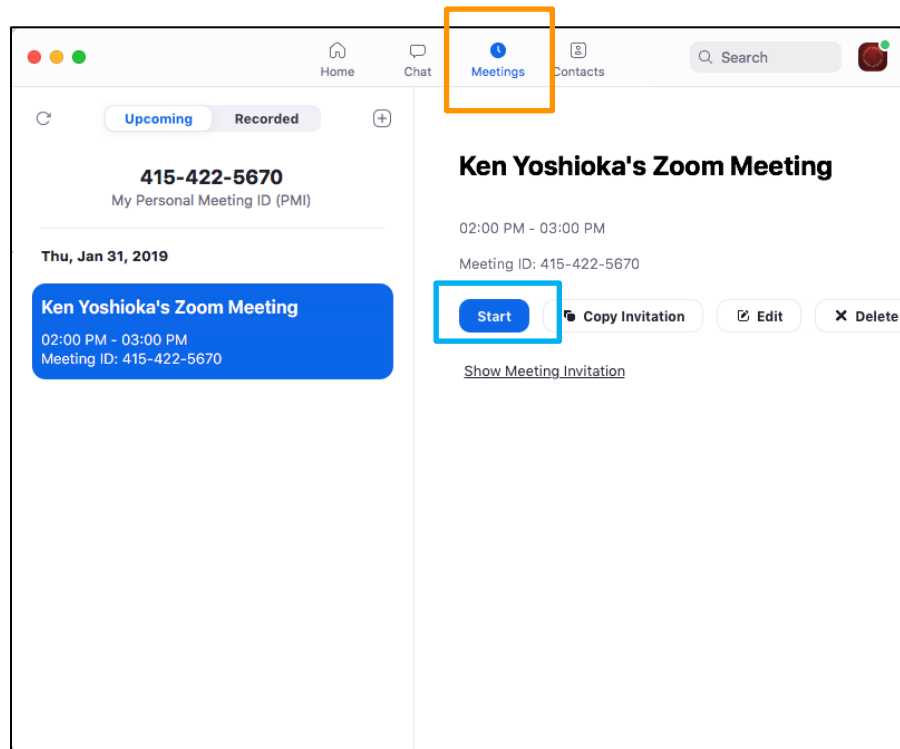 Home
Chat
Meetings
Contacts
Search
Upcoming
Recorded
415-422-5670
My Personal Meeting ID (PMI)
Thu, Jan 31, 2019
Ken Yoshioka's Zoom Meeting
02:00 PM - 03:00 PM
Meeting ID: 415-422-5670
Ken Yoshioka's Zoom Meeting
02:00 PM - 03:00 PM
Meeting ID: 415-422-5670
Start
Copy Invitation
Edit
Delete
Show Meeting Invitation